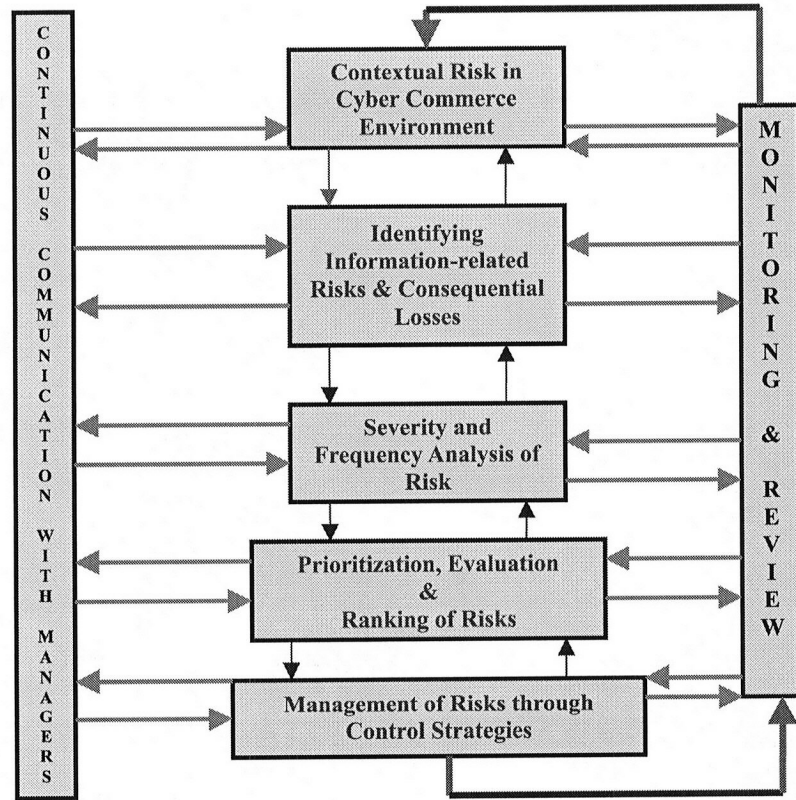 CONTINUOUS COMMUNICATION WITH MANAGERS
Contextual Risk in
Cyber Commerce
Environment
Identifying
Information-related
Risks & Consequential
Losses
Severity and
Frequency Analysis of
Risk
Prioritization, Evaluation
&
Ranking of Risks
Management of Risks through
Control Strategies
MONITORING & REVIEW